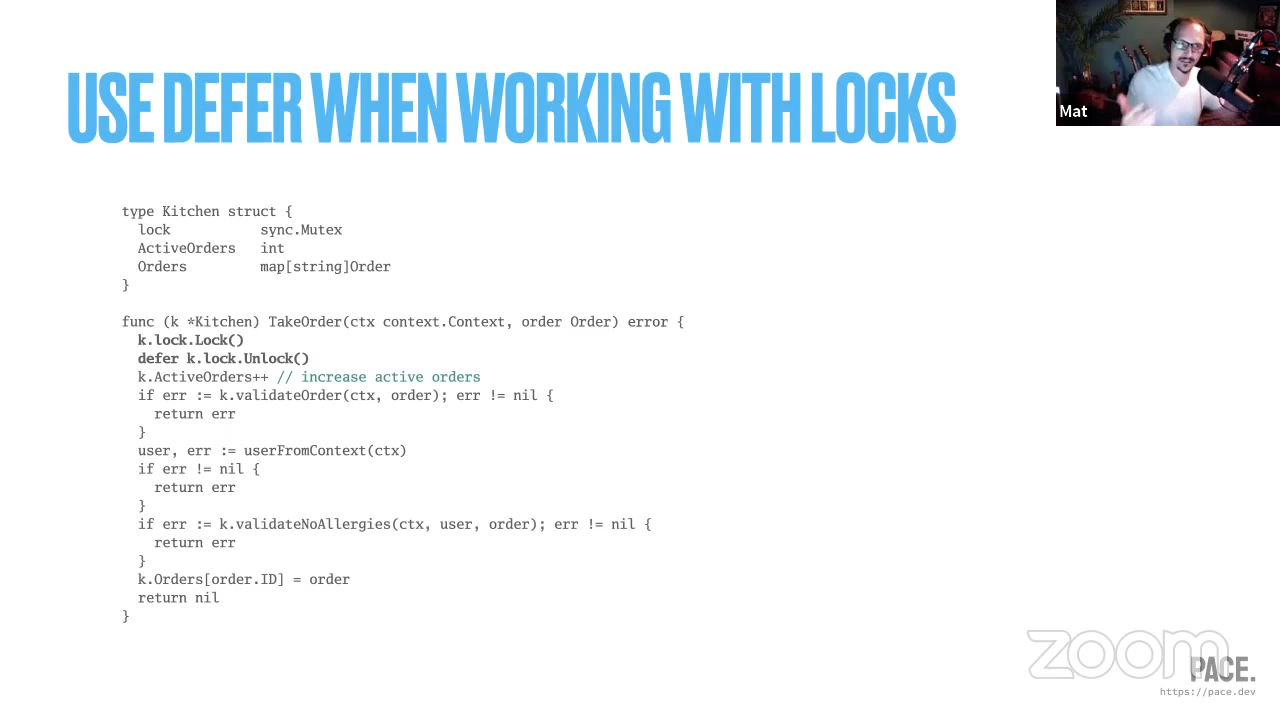 USE DEFER WHEN WORKING WITH LOCKS
Mat
type Kitchen struct {
  lock           sync.Mutex
  ActiveOrders   int
  Orders         map[string]Order
}

func (k *Kitchen) TakeOrder(ctx context.Context, order Order) error {
  k.lock.Lock()
  defer k.lock.Unlock()
  k.ActiveOrders++ // increase active orders
  if err := k.validateOrder(ctx, order); err != nil {
    return err
  }
  user, err := userFromContext(ctx)
  if err != nil {
    return err
  }
  if err := k.validateNoAllergies(ctx, user, order); err != nil {
    return err
  }
  k.Orders[order.ID] = order
  return nil
}
zoom
PACE.
https://pace.dev